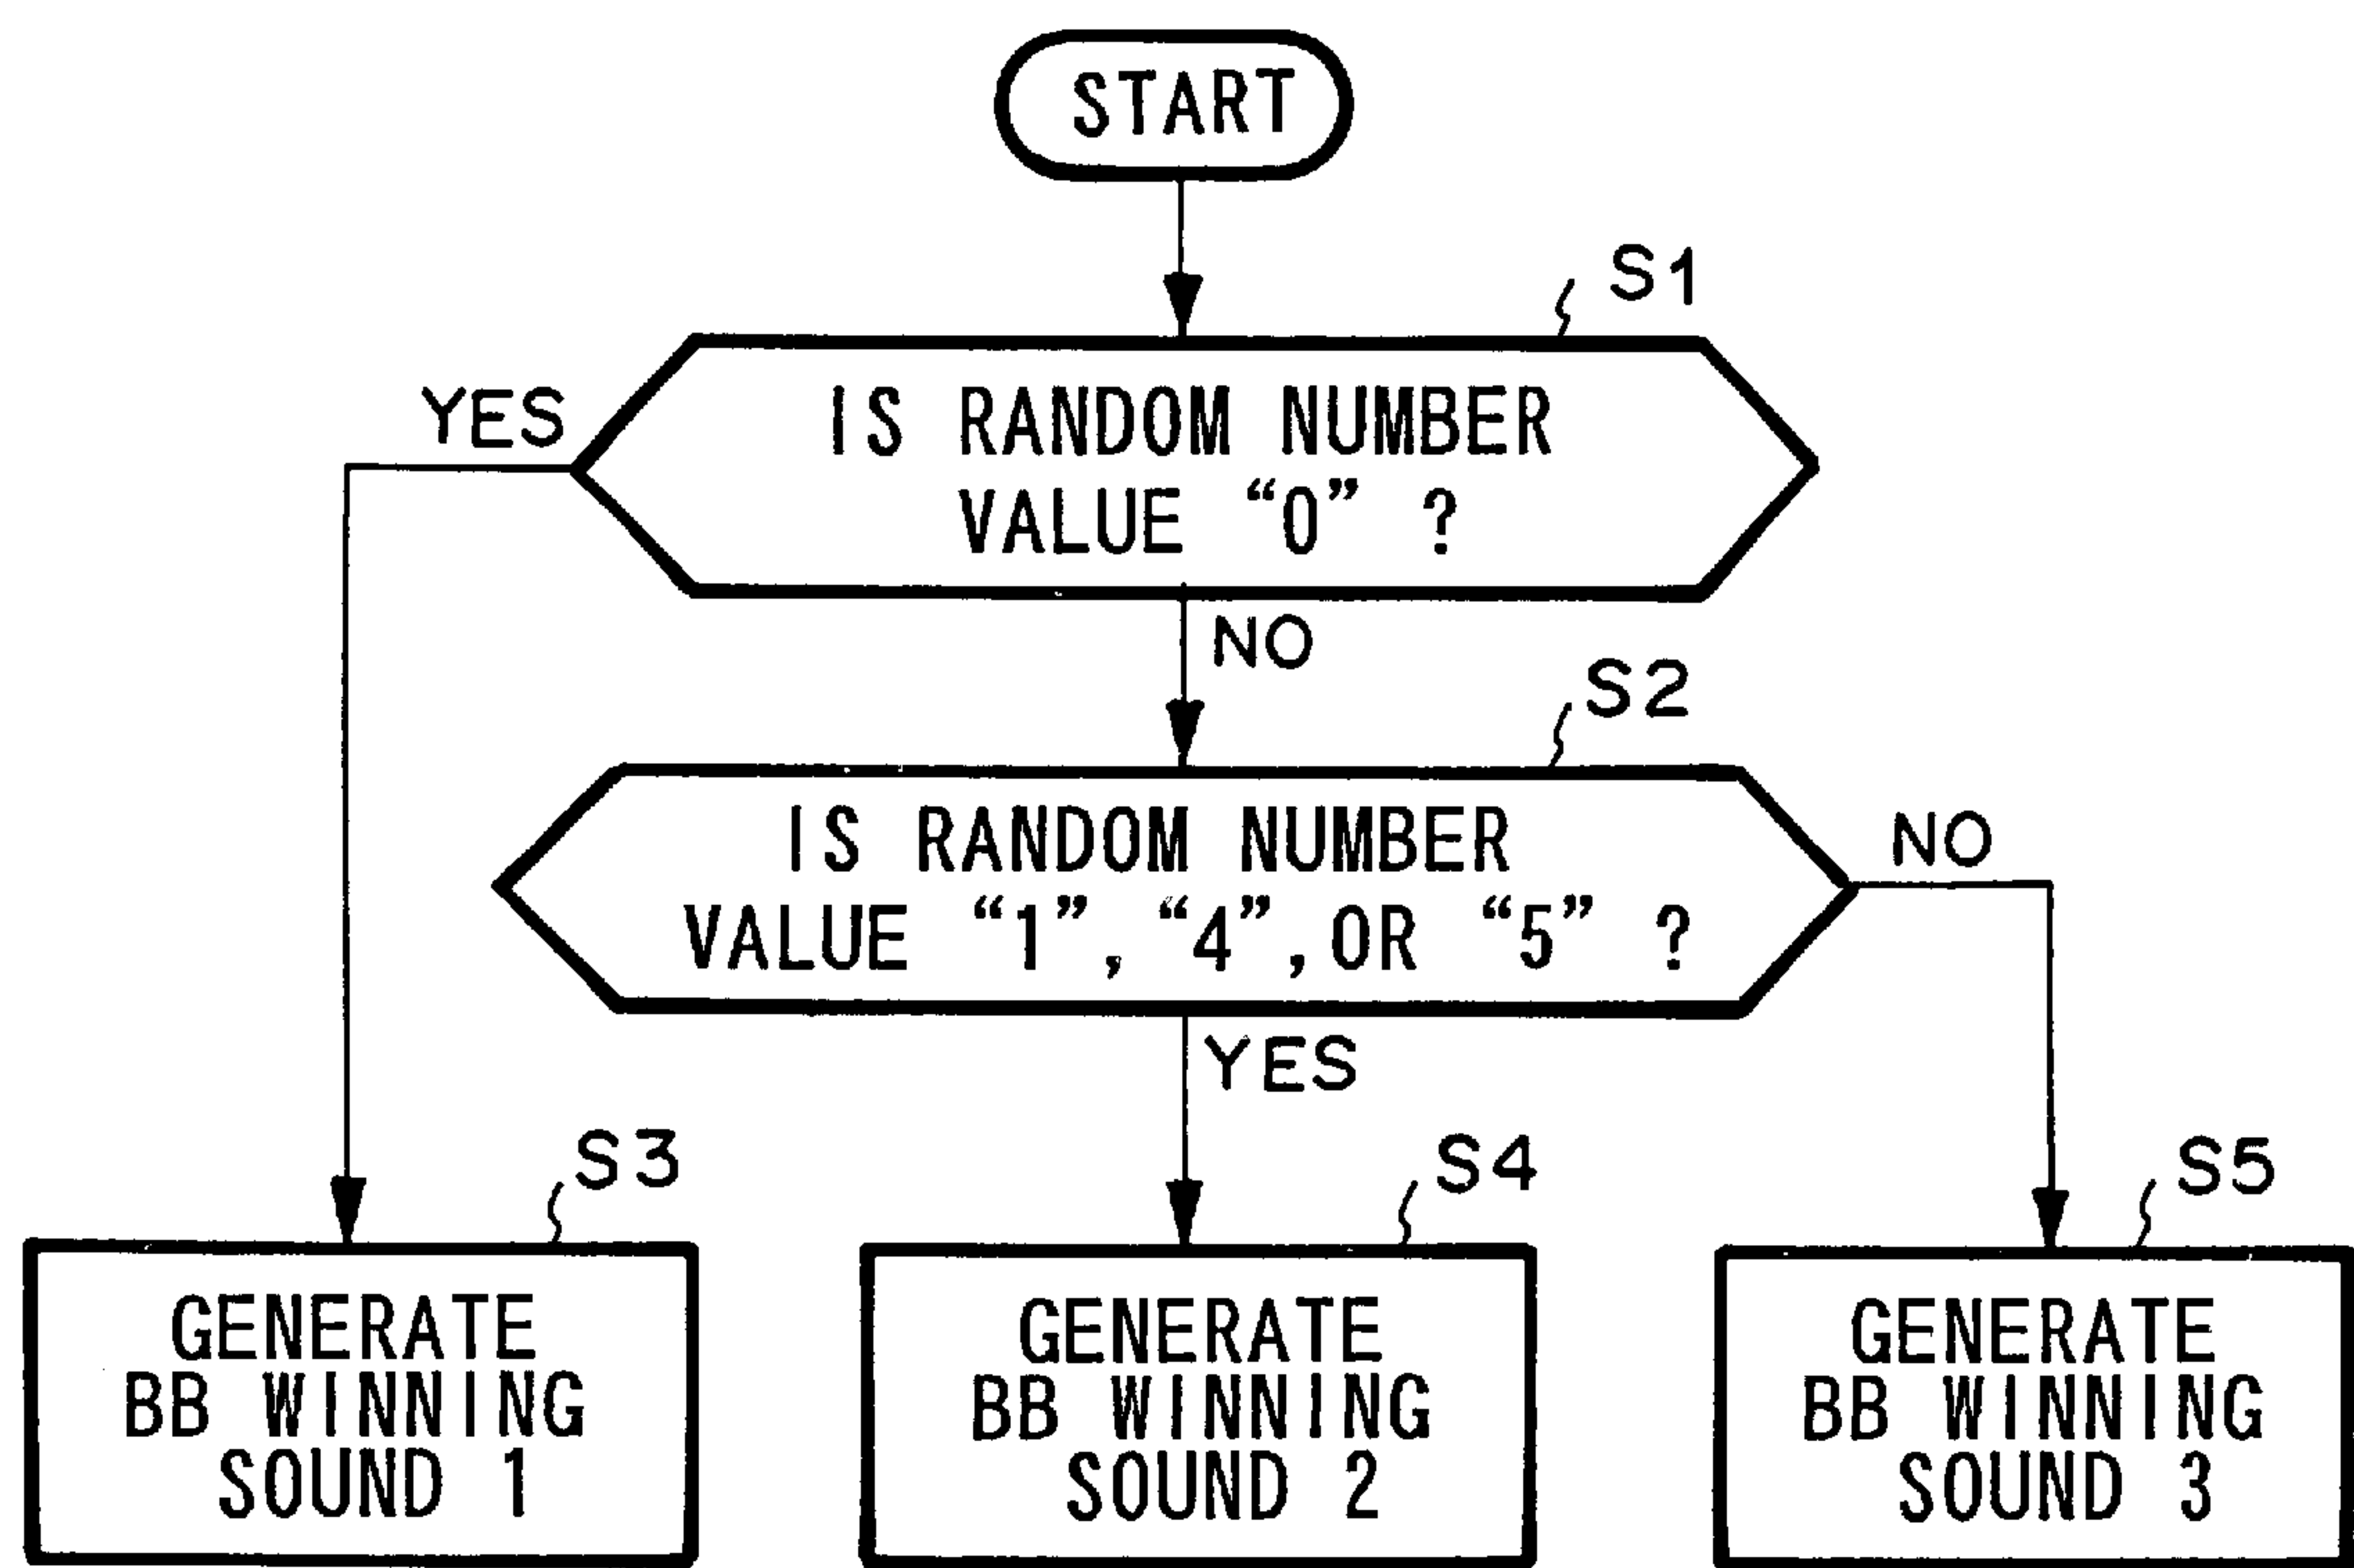 START
S1
YES
IS RANDOM NUMBER
VALUE “0” ?
NO
S2
IS RANDOM NUMBER
VALUE “1”, “4”, OR “5” ?
NO
YES
S3
GENERATE
BB WINNING
SOUND 1
S4
GENERATE
BB WINNING
SOUND 2
S5
GENERATE
BB WINNING
SOUND 3